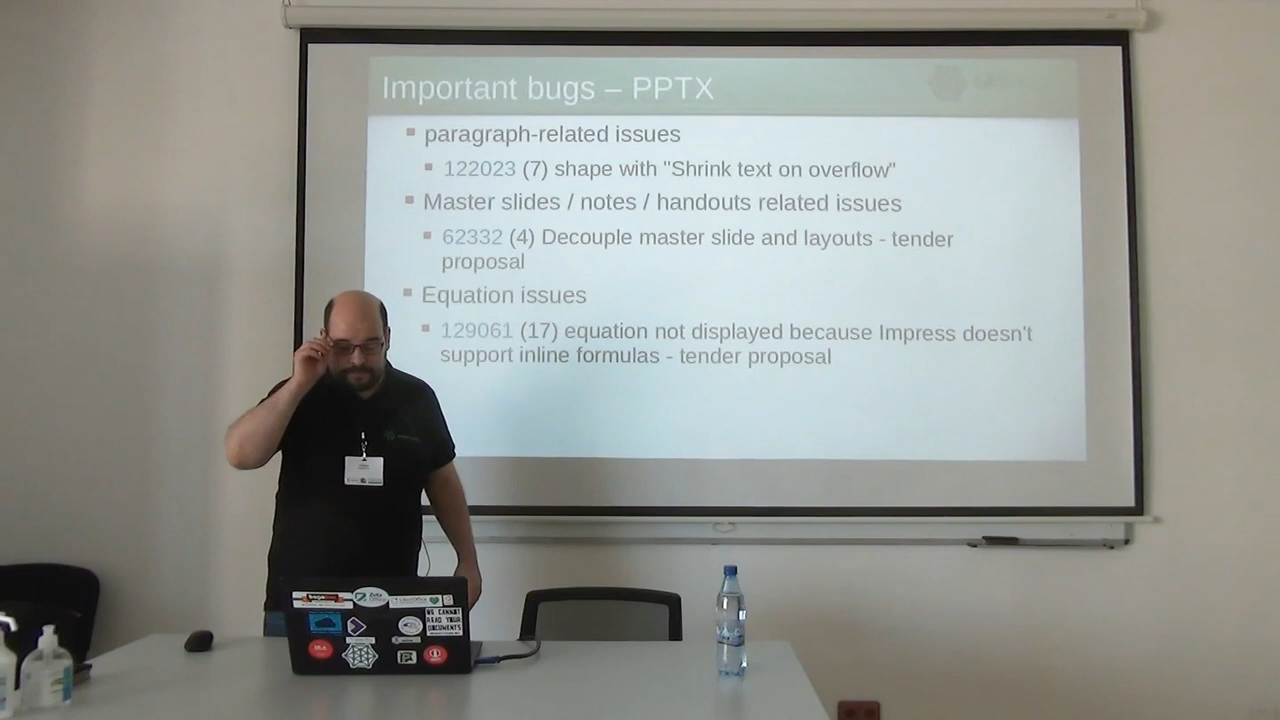 Important bugs – PPTX
paragraph-related issues
122023 (7) shape with "Shrink text on overflow"
Master slides / notes / handouts related issues
62332 (4) Decouple master slide and layouts - tender
proposal
Equation issues
129061 (17) equation not displayed because Impress doesn't
support inline formulas - tender proposal
LibreOffice
WE CANNOT
READ YOUR
DOCUMENTS